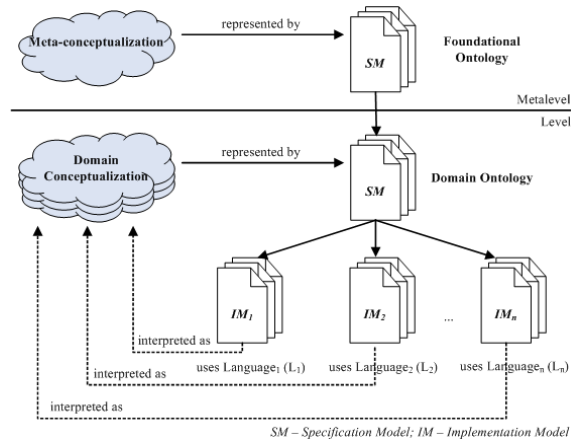 Meta-conceptualization
represented by
SM
Foundational
Ontology
Metalevel
Level
Domain
Conceptualization
represented by
SM
Domain Ontology
IM₁
IM₂
...
IMₙ
interpreted as
uses Language₁ (L₁)
uses Language₂ (L₂)
uses Languageₙ (Lₙ)
interpreted as
interpreted as
SM – Specification Model; IM – Implementation Model